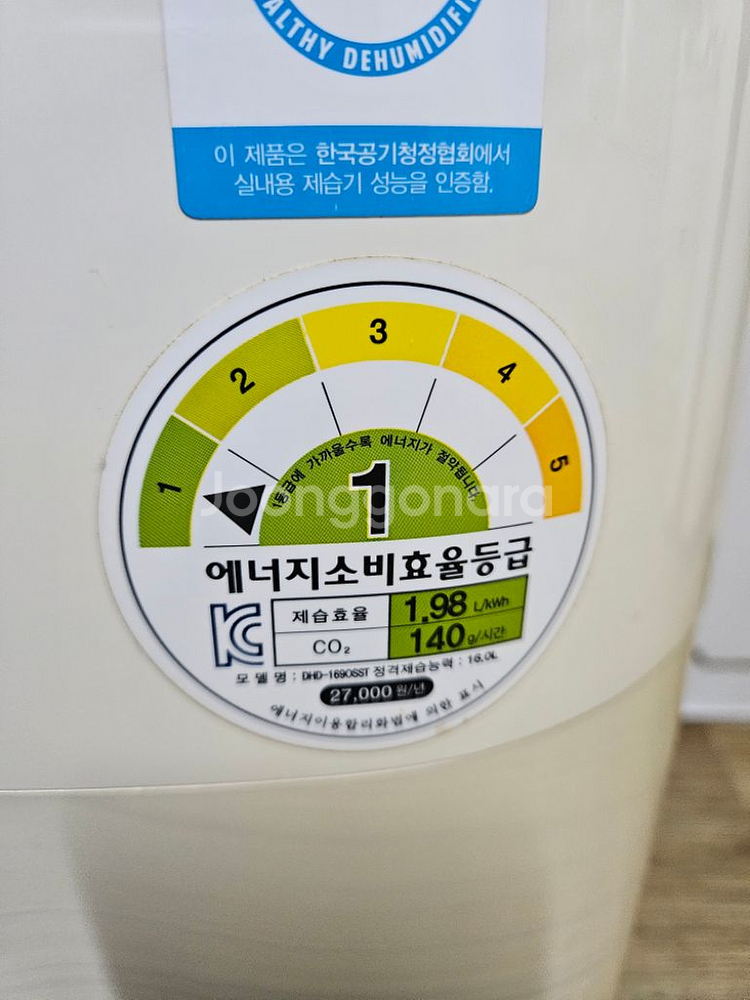 ALTHY DEHUMIDIFI
이 제품은 한국공기청정협회에서
실내용 제습기 성능을 인증함.
1 2 3 4 5
1등급에 가까울수록 에너지가 절약됩니다.
1
Joonggonara
에너지소비효율등급
제습효율 1.98 L/kWh
CO₂ 140 g/시간
모델명 : DHD-1690SST 정격제습능력 : 16.0L
27,000 원/년
에너지이용합리화법에 의한 표시